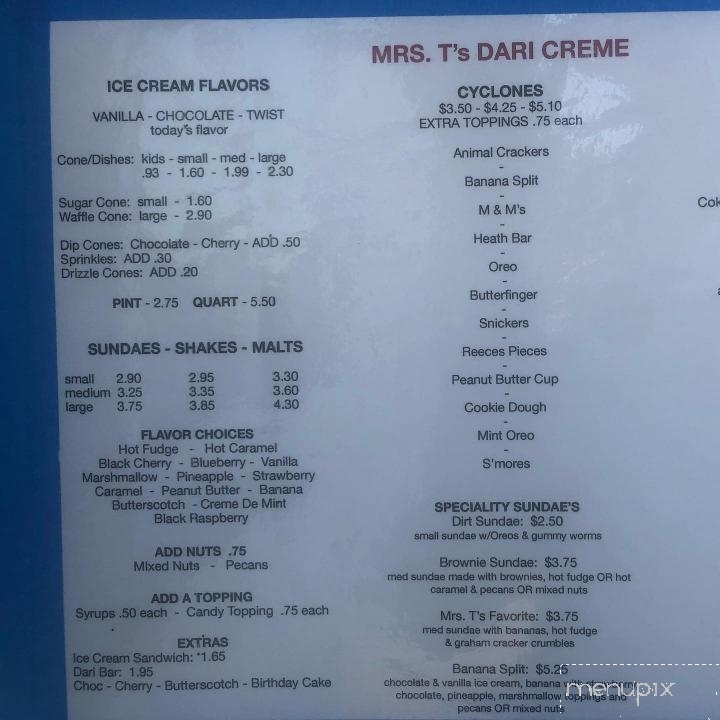 MRS. T's DARI CREME
ICE CREAM FLAVORS
VANILLA - CHOCOLATE - TWIST
today's flavor
Cone/Dishes: kids - small - med - large
.93 - 1.60 - 1.99 - 2.30
Sugar Cone: small - 1.60
Waffle Cone: large - 2.90
Dip Cones: Chocolate - Cherry - ADD .50
Sprinkles: ADD .30
Drizzle Cones: ADD .20
PINT - 2.75 QUART - 5.50
SUNDAES - SHAKES - MALTS
small 2.90 2.95 3.30
medium 3.25 3.35 3.60
large 3.75 3.85 4.30
FLAVOR CHOICES
Hot Fudge - Hot Caramel
Black Cherry - Blueberry - Vanilla
Marshmallow - Pineapple - Strawberry
Caramel - Peanut Butter - Banana
Butterscotch - Creme De Mint
Black Raspberry
ADD NUTS .75
MIxed Nuts - Pecans
ADD A TOPPING
Syrups .50 each - Candy Topping .75 each
EXTRAS
Ice Cream Sandwich: 1.65
Dari Bar: 1.95
Choc - Cherry - Butterscotch - Birthday Cake
CYCLONES
$3.50 - $4.25 - $5.10
EXTRA TOPPINGS .75 each
Animal Crackers
-
Banana Split
-
M & M's
-
Heath Bar
-
Oreo
-
Butterfinger
-
Snickers
-
Reeces Pieces
-
Peanut Butter Cup
-
Cookie Dough
-
Mint Oreo
-
S'mores
SPECIALITY SUNDAE'S
Dirt Sundae: $2.50
small sundae w/Oreos & gummy worms
Brownie Sundae: $3.75
med sundae made with brownies, hot fudge OR hot
caramel & pecans OR mixed nuts
Mrs. T's Favorite: $3.75
med sundae with bananas, hot fudge
& graham cracker crumbles
Banana Split: $5.25
chocolate & vanilla ice cream, banana with
chocolate, pineapple, marshmallow toppings and
pecans OR mixed nuts
Cok
menupix